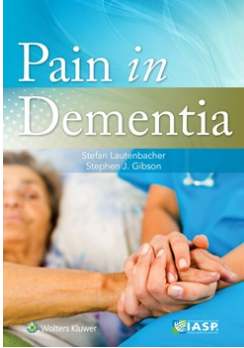 Pain in
Dementia
Stefan Lautenbacher
Stephen J. Gibson
Wolters Kluwer
IASP